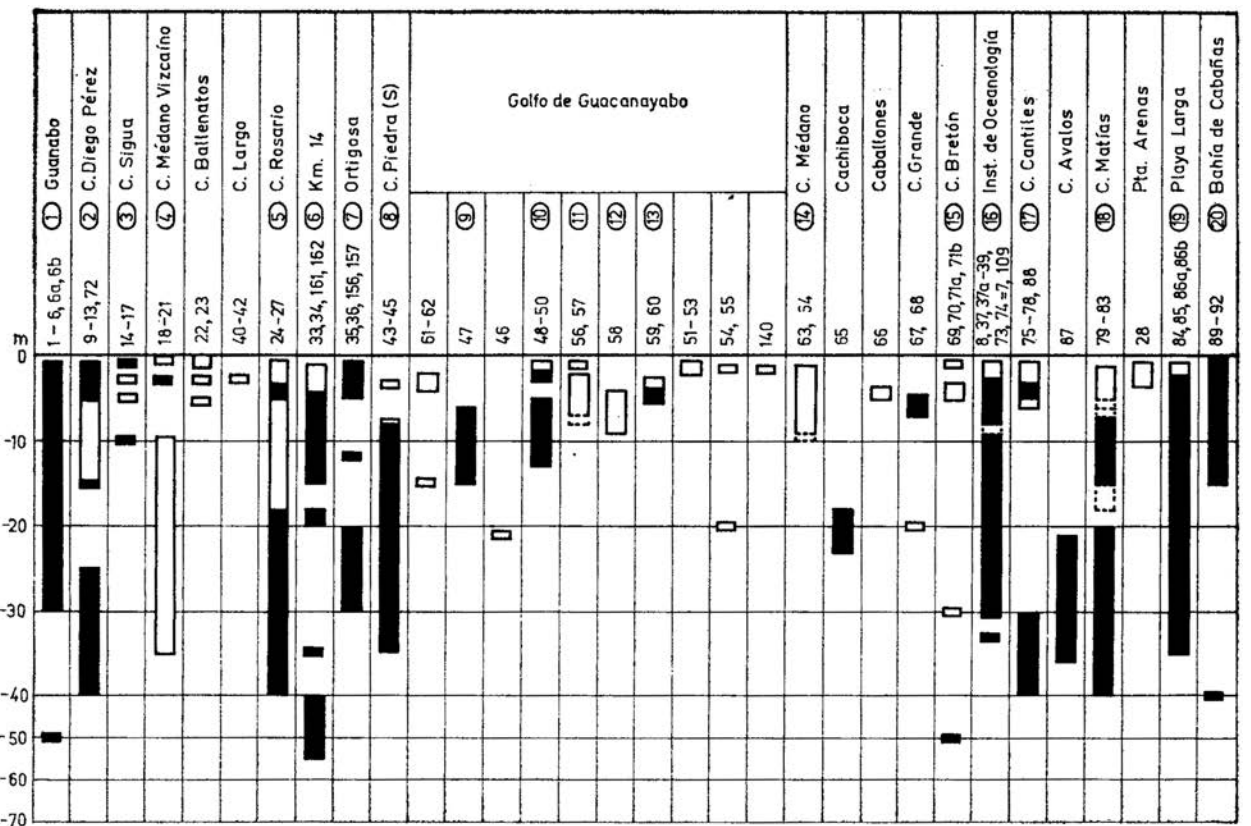 ① Guanabo
② C.Diego Pérez
③ C. Sigua
④ C. Médano Vizcaíno
C. Ballenatos
C. Largo
⑤ C. Rosario
⑥ Km. 14
⑦ Ortigosa
⑧ C. Piedra (S)
Golfo de Guacanayabo
⑨
⑩
⑪
⑫
⑬
⑭ C. Médano
Cachiboca
Caballones
C. Grande
⑮ C. Bretón
⑯ Inst. de Oceanología
⑰ C. Cantiles
C. Avalos
⑱ C. Matías
Pta. Arenas
⑲ Playa Larga
⑳ Bahía de Cabañas
1 - 6, 6a, 6b
9-13, 72
14-17
18-21
22, 23
40-42
24-27
33,34, 161, 162
35,36, 156, 157
43-45
61-62
47
46
48-50
56, 57
58
59, 60
51-53
54, 55
140
63, 54
65
66
67, 68
69, 70,71a, 71b
8, 37, 37a-39,
73, 74=7, 109
75-78, 88
87
79-83
28
84, 85, 86a,86b
89-92
m
0
-10
-20
-30
-40
-50
-60
-70